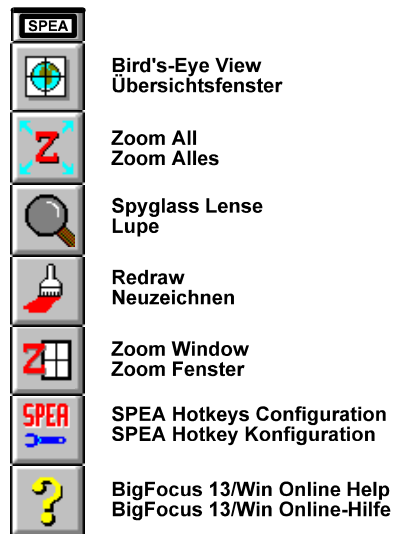 SPEA
Bird's-Eye View
Übersichtsfenster
Z
Zoom All
Zoom Alles
Spyglass Lense
Lupe
Redraw
Neuzeichnen
Z
Zoom Window
Zoom Fenster
SPEA
SPEA Hotkeys Configuration
SPEA Hotkey Konfiguration
?
BigFocus 13/Win Online Help
BigFocus 13/Win Online-Hilfe